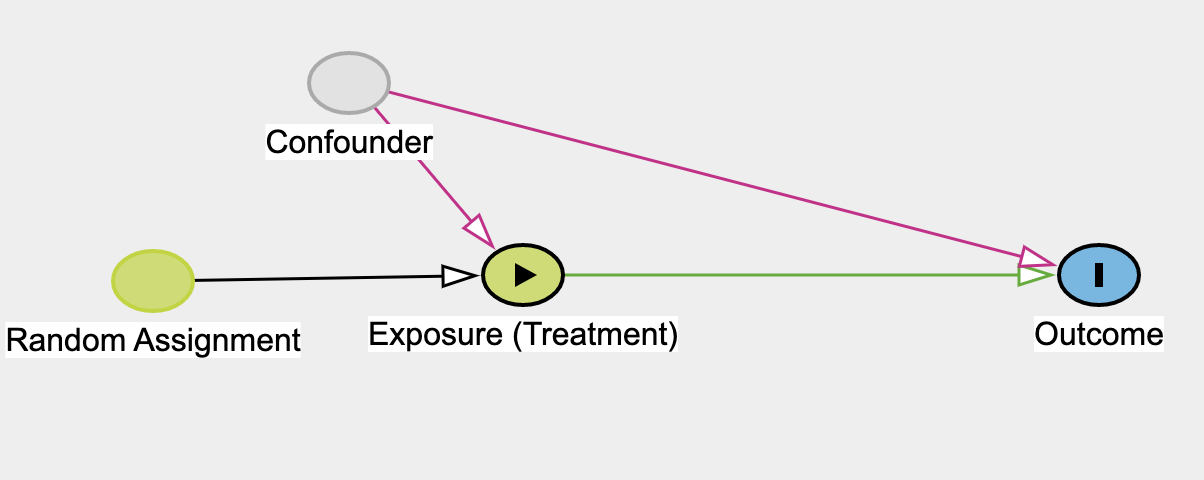 Confounder
Random Assignment
Exposure (Treatment)
Outcome